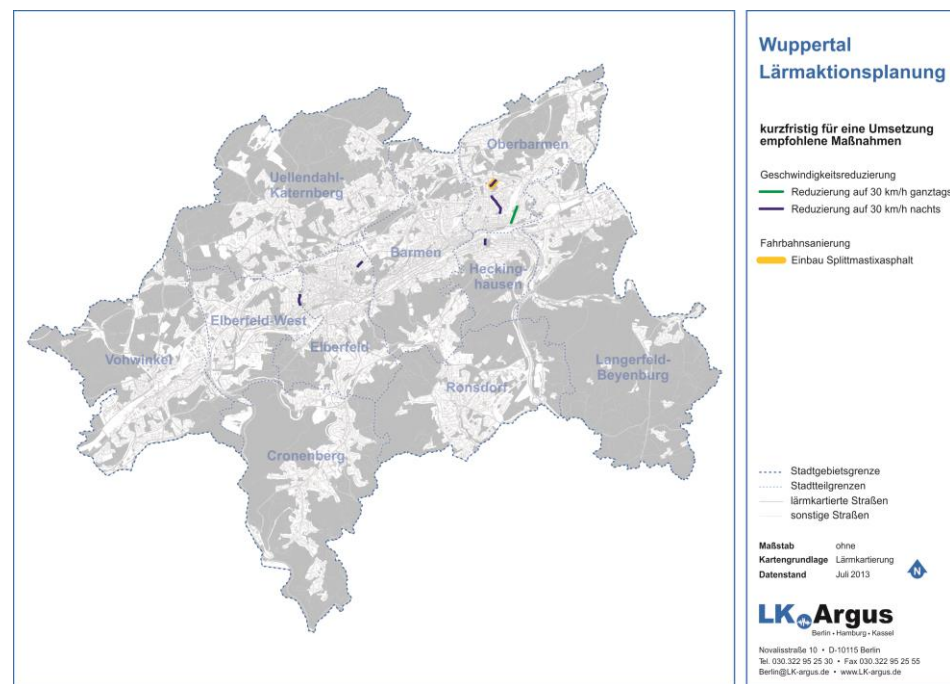 Wuppertal
Lärmaktionsplanung
kurzfristig für eine Umsetzung
empfohlene Maßnahmen
Geschwindigkeitsreduzierung
Reduzierung auf 30 km/h ganztags
Reduzierung auf 30 km/h nachts
Fahrbahnsanierung
Einbau Splittmastixasphalt
Oberbarmen
Uellendahl-
Katernberg
Barmen
Hecking-
hausen
Elberfeld-West
Elberfeld
Vohwinkel
Langerfeld-
Beyenburg
Ronsdorf
Cronenberg
Stadtgebietsgrenze
Stadtteilgrenzen
lärmkartierte Straßen
sonstige Straßen
Maßstab ohne
Kartengrundlage Lärmkartierung
Datenstand Juli 2013
N
LK Argus
Berlin • Hamburg • Kassel
Novalisstraße 10 • D-10115 Berlin
Tel. 030.322 95 25 30 • Fax 030.322 95 25 55
Berlin@LK-argus.de • www.LK-argus.de